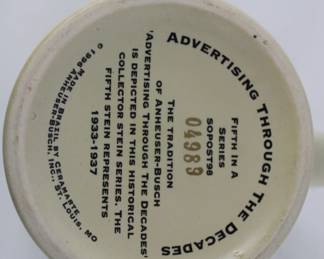 ADVERTISING THROUGH THE DECADES
FIFTH IN A
SERIES
SOPOST98
04989
THE TRADITION
OF ANHEUSER-BUSCH
'ADVERTISING THROUGH THE DECADES'
IS DEPICTED IN THIS HISTORICAL
COLLECTOR STEIN SERIES. THE
FIFTH STEIN REPRESENTS
1933-1937
MADE IN BRAZIL BY CERAMARTE
© 1996 ANHEUSER-BUSCH, INC., ST. LOUIS, MO